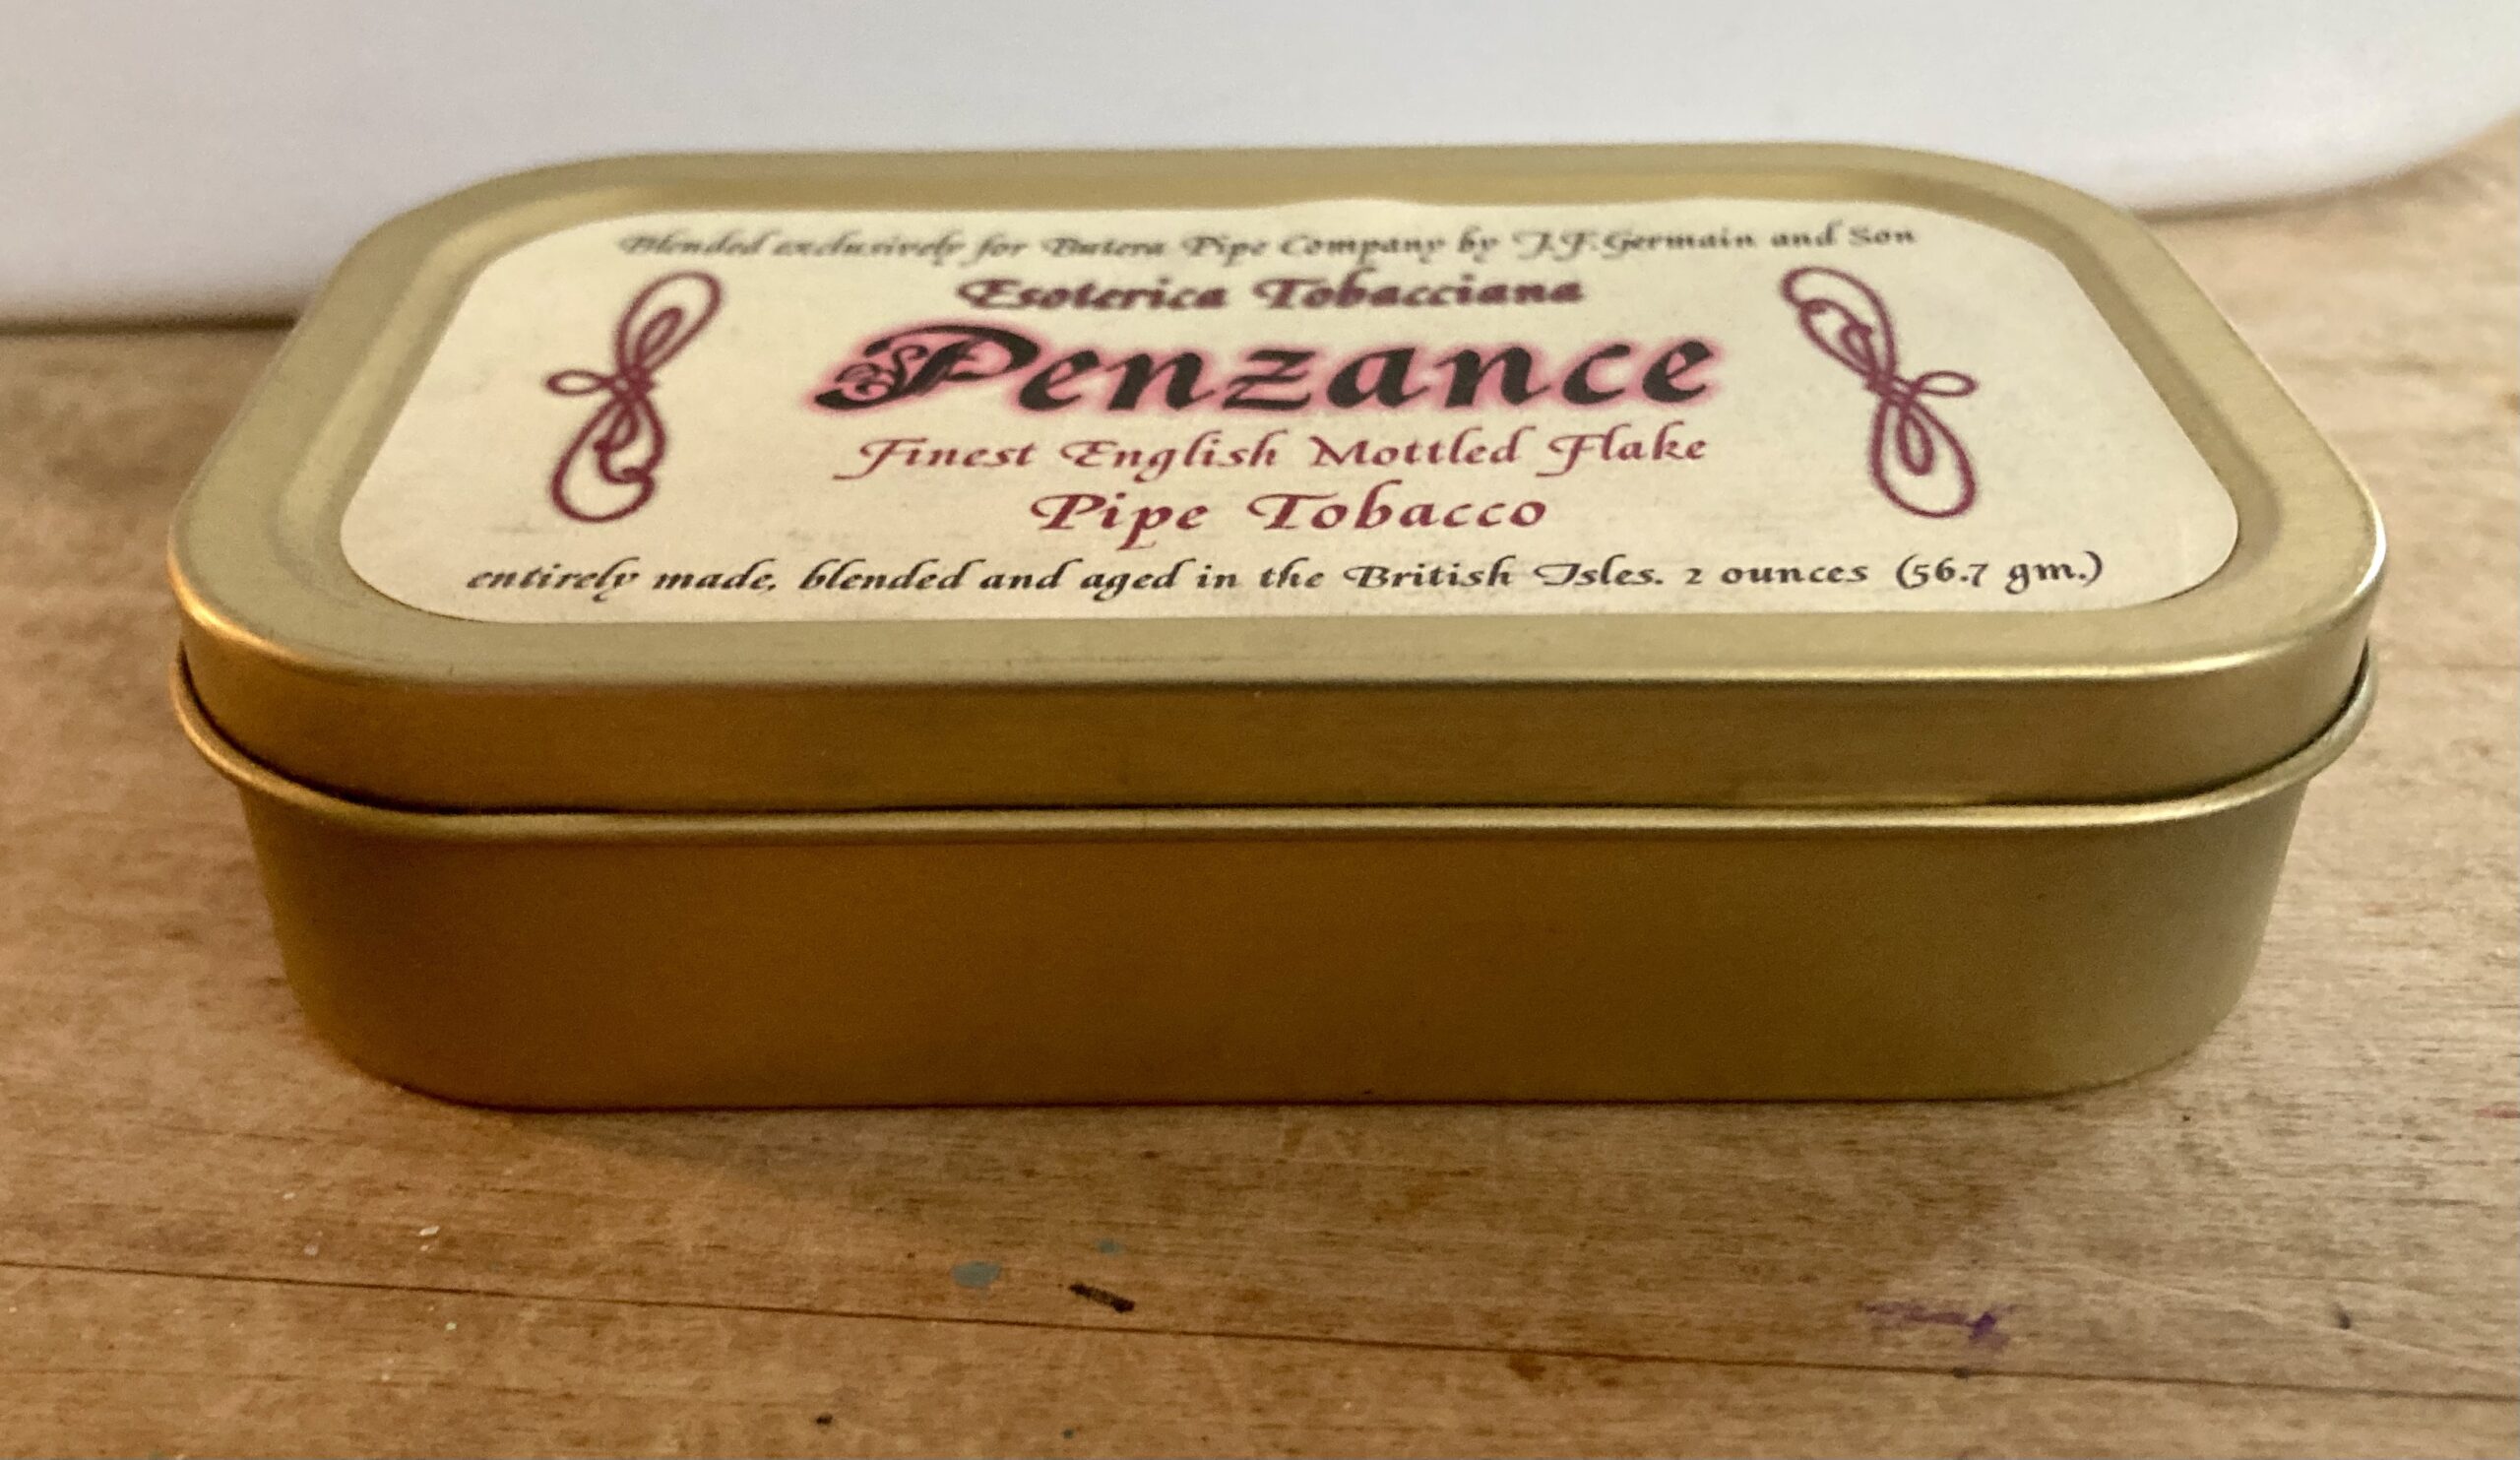 Blended exclusively for Butera Pipe Company by J.F.Germain and Son
Esoterica Tobacciana
Penzance
Finest English Mottled Flake
Pipe Tobacco
entirely made, blended and aged in the British Isles. 2 ounces (56.7 gm.)